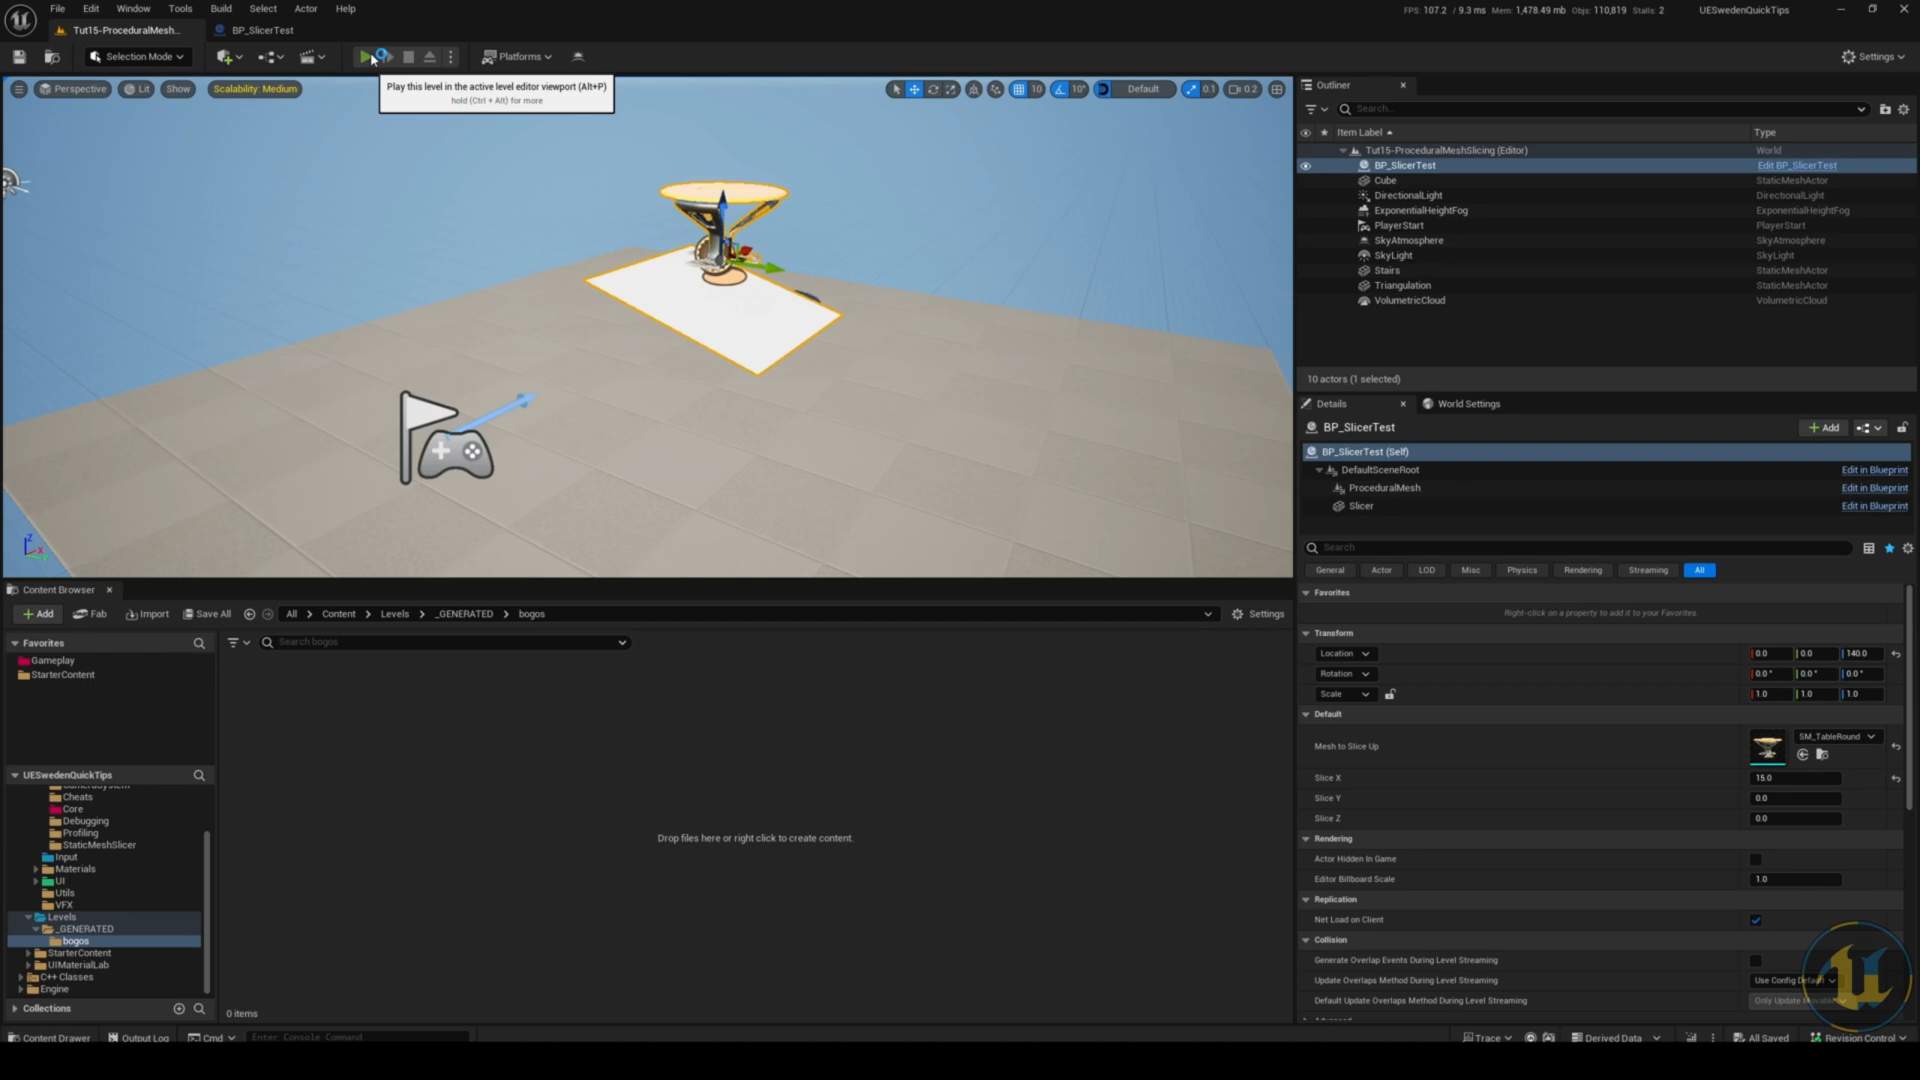 File Edit Window Tools Build Select Actor Help
FPS: 107.2 / 9.3 ms Mem: 1,478.49 mb Objs: 110,819 Stalls: 2
UESwedenQuickTips
Tut15-ProceduralMesh...
BP_SlicerTest
Selection Mode
Platforms
Settings
Play this level in the active level editor viewport (Alt+P)
hold (Ctrl + Alt) for more
Perspective Lit Show Scalability: Medium
10 10° Default 0.1 0.2
Outliner
Search...
Item Label Type
Tut15-ProceduralMeshSlicing (Editor) World
BP_SlicerTest Edit BP_SlicerTest
Cube StaticMeshActor
DirectionalLight DirectionalLight
ExponentialHeightFog ExponentialHeightFog
PlayerStart PlayerStart
SkyAtmosphere SkyAtmosphere
SkyLight SkyLight
Stairs StaticMeshActor
Triangulation StaticMeshActor
VolumetricCloud VolumetricCloud
10 actors (1 selected)
Details World Settings
BP_SlicerTest
Add
BP_SlicerTest (Self)
DefaultSceneRoot Edit in Blueprint
ProceduralMesh Edit in Blueprint
Slicer Edit in Blueprint
Search
General Actor LOD Misc Physics Rendering Streaming All
Favorites
Right-click on a property to add it to your Favorites.
Transform
Location 0.0 0.0 140.0
Rotation 0.0° 0.0° 0.0°
Scale 1.0 1.0 1.0
Default
Mesh to Slice Up SM_TableRound
Slice X 15.0
Slice Y 0.0
Slice Z 0.0
Rendering
Actor Hidden In Game
Editor Billboard Scale 1.0
Replication
Net Load on Client
Collision
Generate Overlap Events During Level Streaming
Update Overlaps Method During Level Streaming Use Config Default
Default Update Overlaps Method During Level Streaming Only Update
Z
X
Content Browser
Add Fab Import Save All All Content Levels _GENERATED bogos Settings
Favorites
Gameplay
StarterContent
Search bogos
UESwedenQuickTips
Cheats
Core
Debugging
Profiling
StaticMeshSlicer
Input
Materials
UI
Utils
VFX
Levels
_GENERATED
bogos
StarterContent
UIMaterialLab
C++ Classes
Engine
Collections
Drop files here or right click to create content.
0 items
Content Drawer Output Log Cmd Enter Console Command
Trace Derived Data All Saved Revision Control